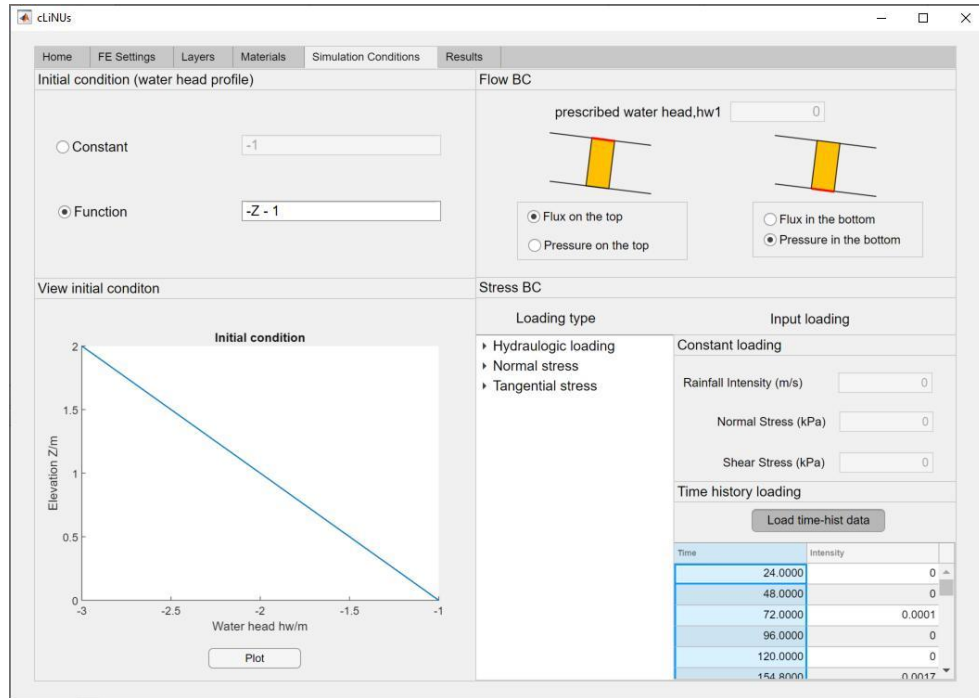 cLiNUs
Home FE Settings Layers Materials Simulation Conditions Results
Initial condition (water head profile)
Constant -1
Function -Z - 1
View initial conditon
Initial condition
2
1.5
1
0.5
0
Elevation Z/m
-3 -2.5 -2 -1.5 -1
Water head hw/m
Plot
Flow BC
prescribed water head,hw1 0
Flux on the top
Pressure on the top
Flux in the bottom
Pressure in the bottom
Stress BC
Loading type
Hydraulogic loading
Normal stress
Tangential stress
Input loading
Constant loading
Rainfall Intensity (m/s) 0
Normal Stress (kPa) 0
Shear Stress (kPa) 0
Time history loading
Load time-hist data
Time Intensity
24.0000 0
48.0000 0
72.0000 0.0001
96.0000 0
120.0000 0
154.8000 0.0017